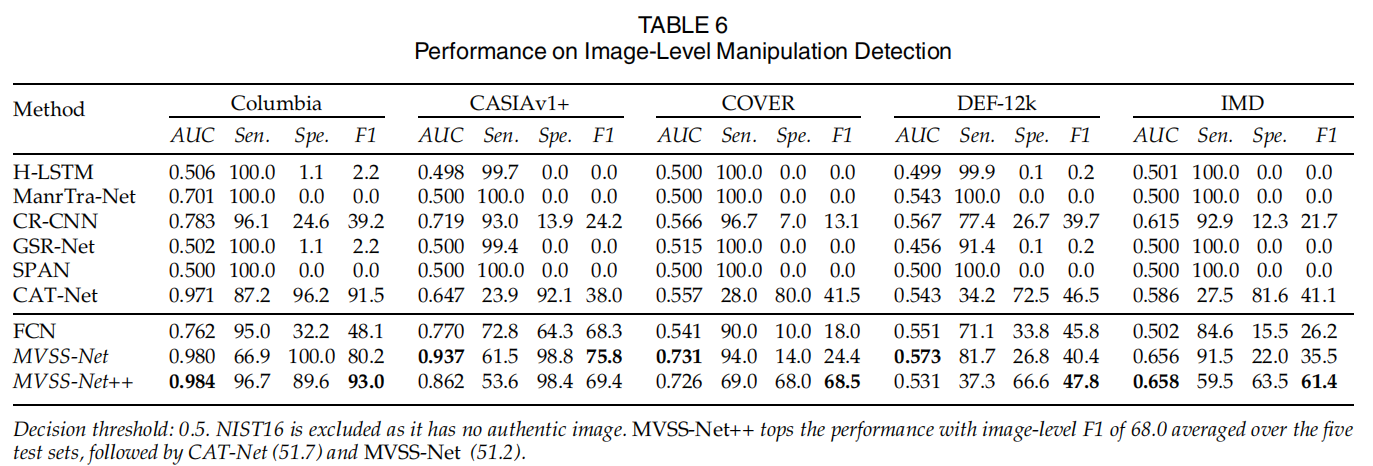 TABLE 6
Performance on Image-Level Manipulation Detection
Method Columbia CASIAv1+ COVER DEF-12k IMD
AUC Sen. Spe. F1 AUC Sen. Spe. F1 AUC Sen. Spe. F1 AUC Sen. Spe. F1 AUC Sen. Spe. F1
H-LSTM 0.506 100.0 1.1 2.2 0.498 99.7 0.0 0.0 0.500 100.0 0.0 0.0 0.499 99.9 0.1 0.2 0.501 100.0 0.0 0.0
ManrTra-Net 0.701 100.0 0.0 0.0 0.500 100.0 0.0 0.0 0.500 100.0 0.0 0.0 0.543 100.0 0.0 0.0 0.500 100.0 0.0 0.0
CR-CNN 0.783 96.1 24.6 39.2 0.719 93.0 13.9 24.2 0.566 96.7 7.0 13.1 0.567 77.4 26.7 39.7 0.615 92.9 12.3 21.7
GSR-Net 0.502 100.0 1.1 2.2 0.500 99.4 0.0 0.0 0.515 100.0 0.0 0.0 0.456 91.4 0.1 0.2 0.500 100.0 0.0 0.0
SPAN 0.500 100.0 0.0 0.0 0.500 100.0 0.0 0.0 0.500 100.0 0.0 0.0 0.500 100.0 0.0 0.0 0.500 100.0 0.0 0.0
CAT-Net 0.971 87.2 96.2 91.5 0.647 23.9 92.1 38.0 0.557 28.0 80.0 41.5 0.543 34.2 72.5 46.5 0.586 27.5 81.6 41.1
FCN 0.762 95.0 32.2 48.1 0.770 72.8 64.3 68.3 0.541 90.0 10.0 18.0 0.551 71.1 33.8 45.8 0.502 84.6 15.5 26.2
MVSS-Net 0.980 66.9 100.0 80.2 0.937 61.5 98.8 75.8 0.731 94.0 14.0 24.4 0.573 81.7 26.8 40.4 0.656 91.5 22.0 35.5
MVSS-Net++ 0.984 96.7 89.6 93.0 0.862 53.6 98.4 69.4 0.726 69.0 68.0 68.5 0.531 37.3 66.6 47.8 0.658 59.5 63.5 61.4
Decision threshold: 0.5. NIST16 is excluded as it has no authentic image. MVSS-Net++ tops the performance with image-level F1 of 68.0 averaged over the five
test sets, followed by CAT-Net (51.7) and MVSS-Net (51.2).